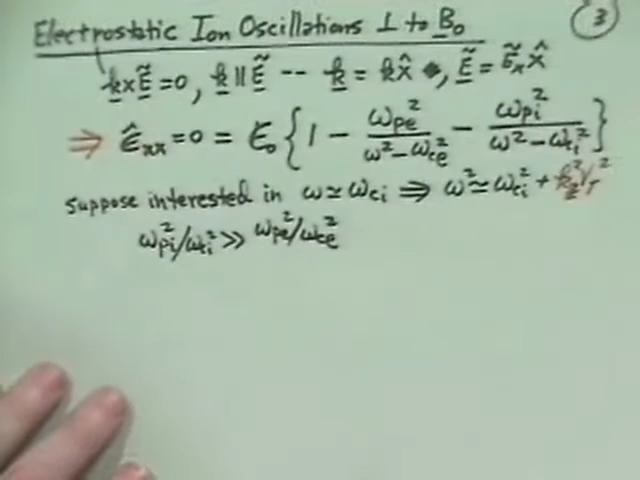 Electrostatic Ion Oscillations ⊥ to B₀ ③
k×Ẽ=0, k∥Ẽ -- k = kx̂, Ẽ = Ẽₓx̂
⇒ ε̂ₓₓ = 0 = ε₀ {1 − ωpe²/(ω²−ωce²) − ωpi²/(ω²−ωci²)}
suppose interested in ω≃ωci ⇒ ω²≃ωci² +
ωpi²/ωci² >> ωpe²/ωce²